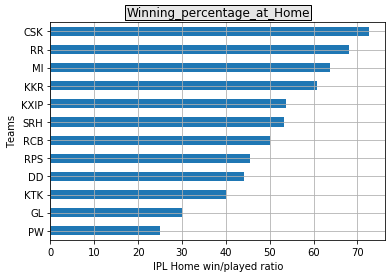 Winning_percentage_at_Home
CSK
RR
MI
KKR
KXIP
SRH
RCB
RPS
DD
KTK
GL
PW
Teams
0 10 20 30 40 50 60 70
IPL Home win/played ratio